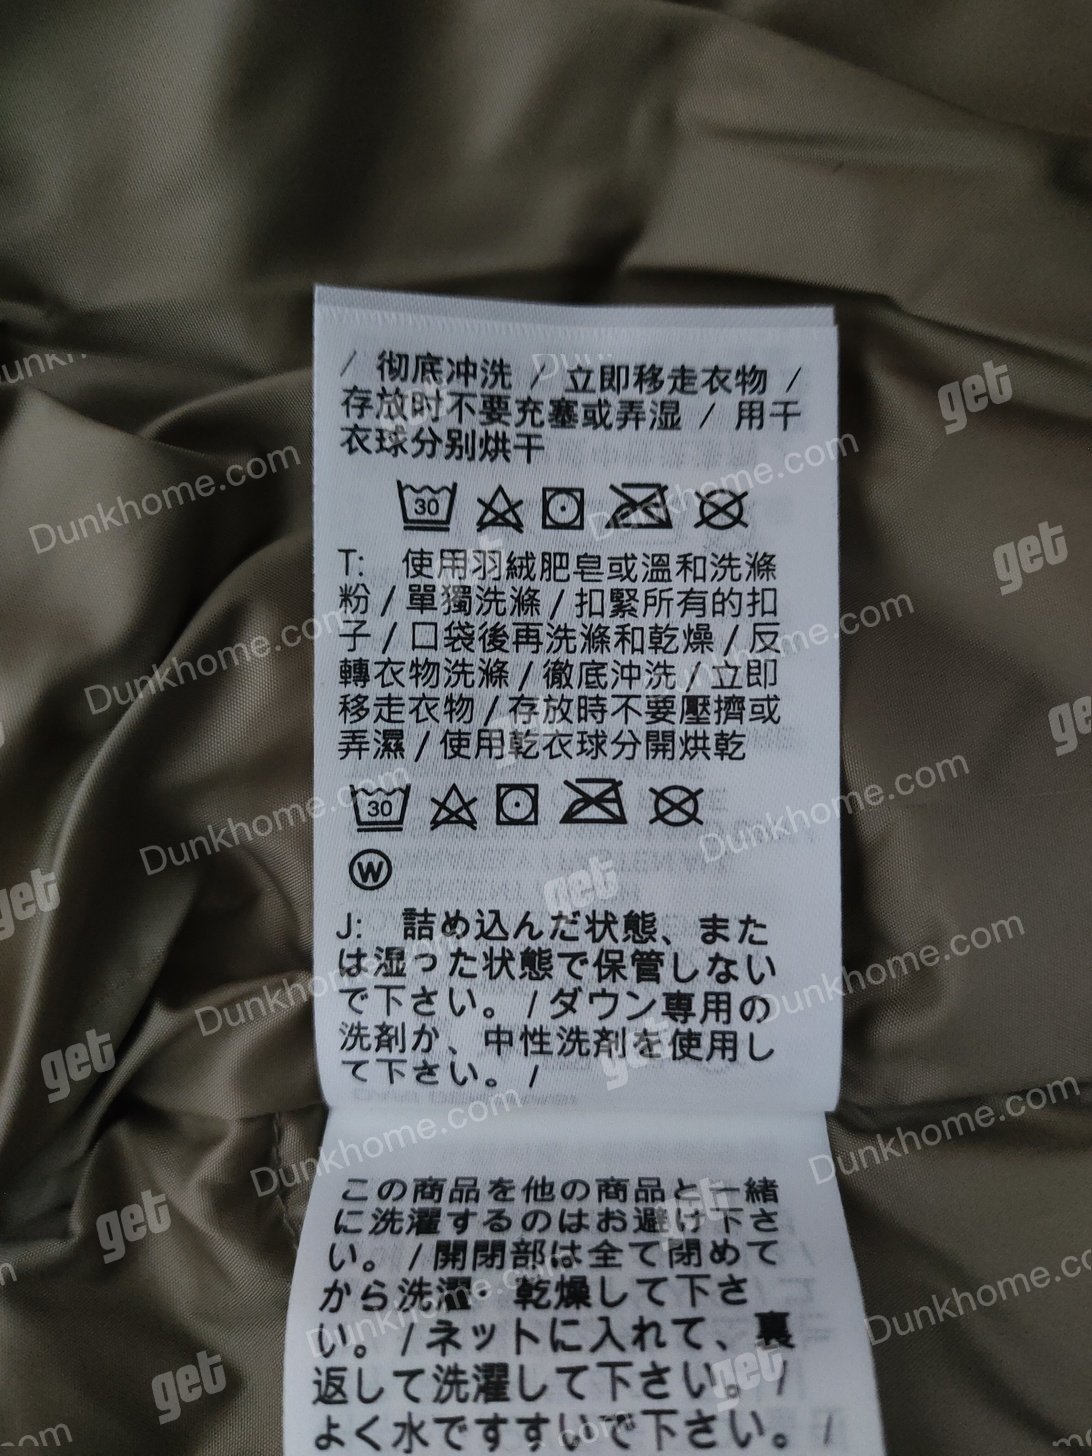 / 彻底冲洗 / 立即移走衣物 /
存放时不要充塞或弄湿 / 用干
衣球分别烘干
30
T: 使用羽絨肥皂或溫和洗滌
粉 / 單獨洗滌 / 扣緊所有的扣
子 / 口袋後再洗滌和乾燥 / 反
轉衣物洗滌 / 徹底沖洗 / 立即
移走衣物 / 存放時不要壓擠或
弄濕 / 使用乾衣球分開烘乾
30
W
J: 詰め込んだ状態、また
は湿った状態で保管しない
で下さい。 / ダウン専用の
洗剤か、中性洗剤を使用し
て下さい。 /
この商品を他の商品と一緒
に洗濯するのはお避け下さ
い。 / 開閉部は全て閉めて
から洗濯・乾燥して下さ
い。 / ネットに入れて、裏
返して洗濯して下さい。 /
よく水ですすいで下さい。 /
get
Dunkhome.com